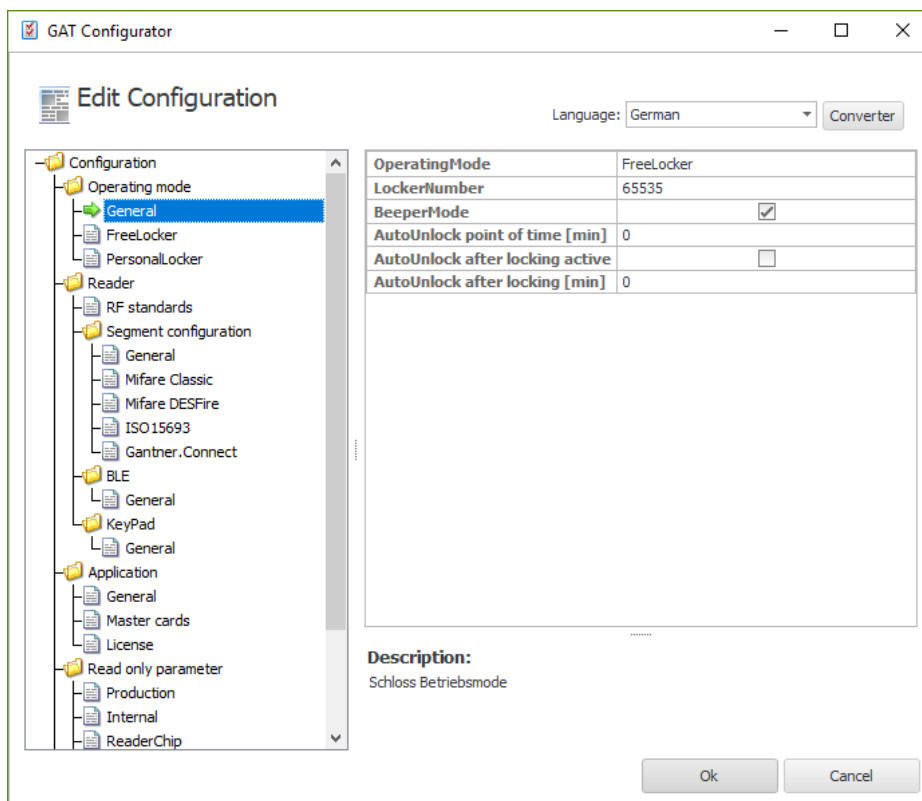 GAT Configurator
Edit Configuration
Language: German Converter
Configuration
Operating mode
General
FreeLocker
PersonalLocker
Reader
RF standards
Segment configuration
General
Mifare Classic
Mifare DESFire
ISO15693
Gantner.Connect
BLE
General
KeyPad
General
Application
General
Master cards
License
Read only parameter
Production
Internal
ReaderChip
OperatingMode FreeLocker
LockerNumber 65535
BeeperMode
AutoUnlock point of time [min] 0
AutoUnlock after locking active
AutoUnlock after locking [min] 0
Description:
Schloss Betriebsmode
Ok Cancel